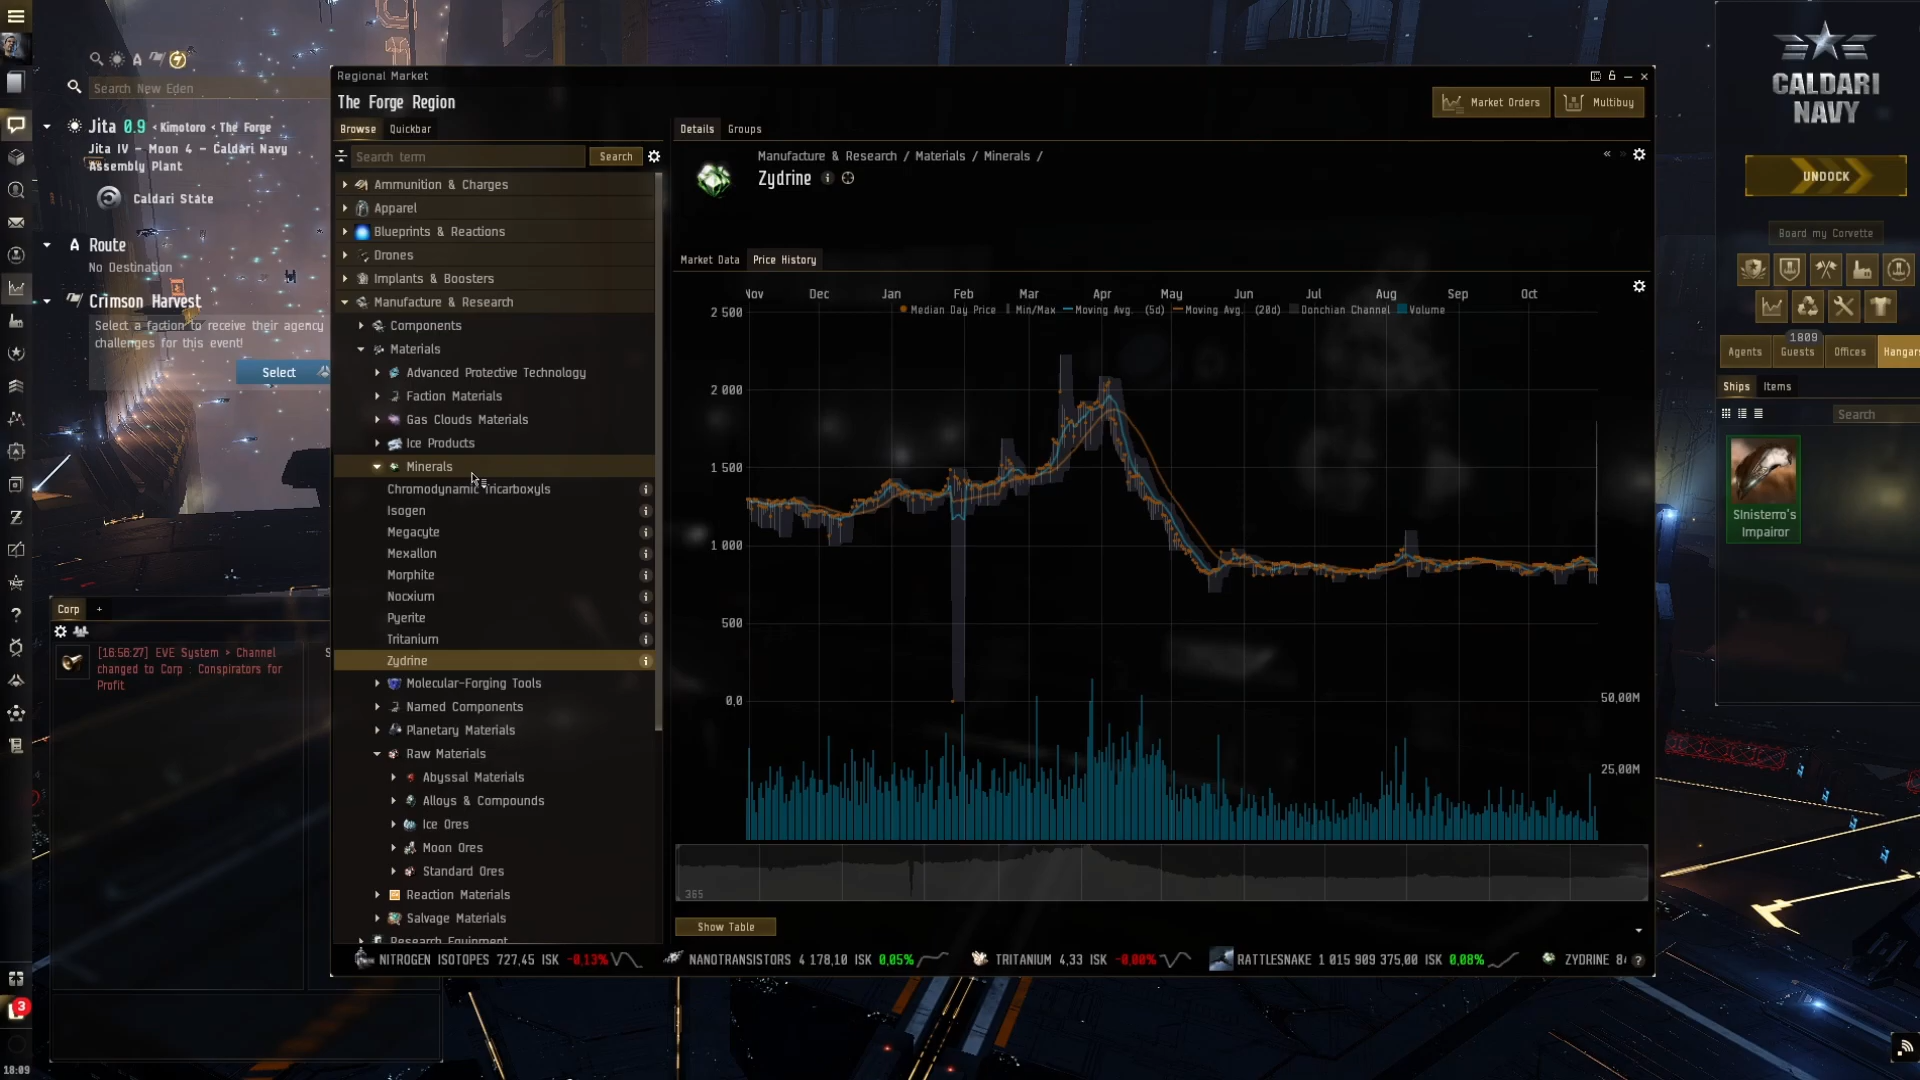 Search New Eden
Jita 0.9 < Kimotoro < The Forge
Jita IV - Moon 4 - Caldari Navy
Assembly Plant
Caldari State
Route
No Destination
Crimson Harvest
Select a faction to receive their agency
challenges for this event!
Select
Corp +
[16:56:27] EVE System > Channel
changed to Corp : Conspirators for
Profit
3
18:09
Regional Market
The Forge Region
Market Orders
Multibuy
Browse
Quickbar
Search term
Search
Ammunition & Charges
Apparel
Blueprints & Reactions
Drones
Implants & Boosters
Manufacture & Research
Components
Materials
Advanced Protective Technology
Faction Materials
Gas Clouds Materials
Ice Products
Minerals
Chromodynamic Tricarboxyls
Isogen
Megacyte
Mexallon
Morphite
Nocxium
Pyerite
Tritanium
Zydrine
Molecular-Forging Tools
Named Components
Planetary Materials
Raw Materials
Abyssal Materials
Alloys & Compounds
Ice Ores
Moon Ores
Standard Ores
Reaction Materials
Salvage Materials
Research Equipment
Details
Groups
Manufacture & Research / Materials / Minerals /
Zydrine
Market Data
Price History
Nov Dec Jan Feb Mar Apr May Jun Jul Aug Sep Oct
Median Day Price Min/Max Moving Avg. (5d) Moving Avg. (20d) Donchian Channel Volume
2 500
2 000
1 500
1 000
500
0,0
50,00M
25,00M
365
Show Table
NITROGEN ISOTOPES 727,45 ISK -0,13%
NANOTRANSISTORS 4 178,10 ISK 0,05%
TRITANIUM 4,33 ISK -0,00%
RATTLESNAKE 1 015 909 375,00 ISK 0,08%
ZYDRINE
CALDARI
NAVY
UNDOCK
Board my Corvette
1809
Agents
Guests
Offices
Hangars
Ships
Items
Search
Sinisterro's
Impairor